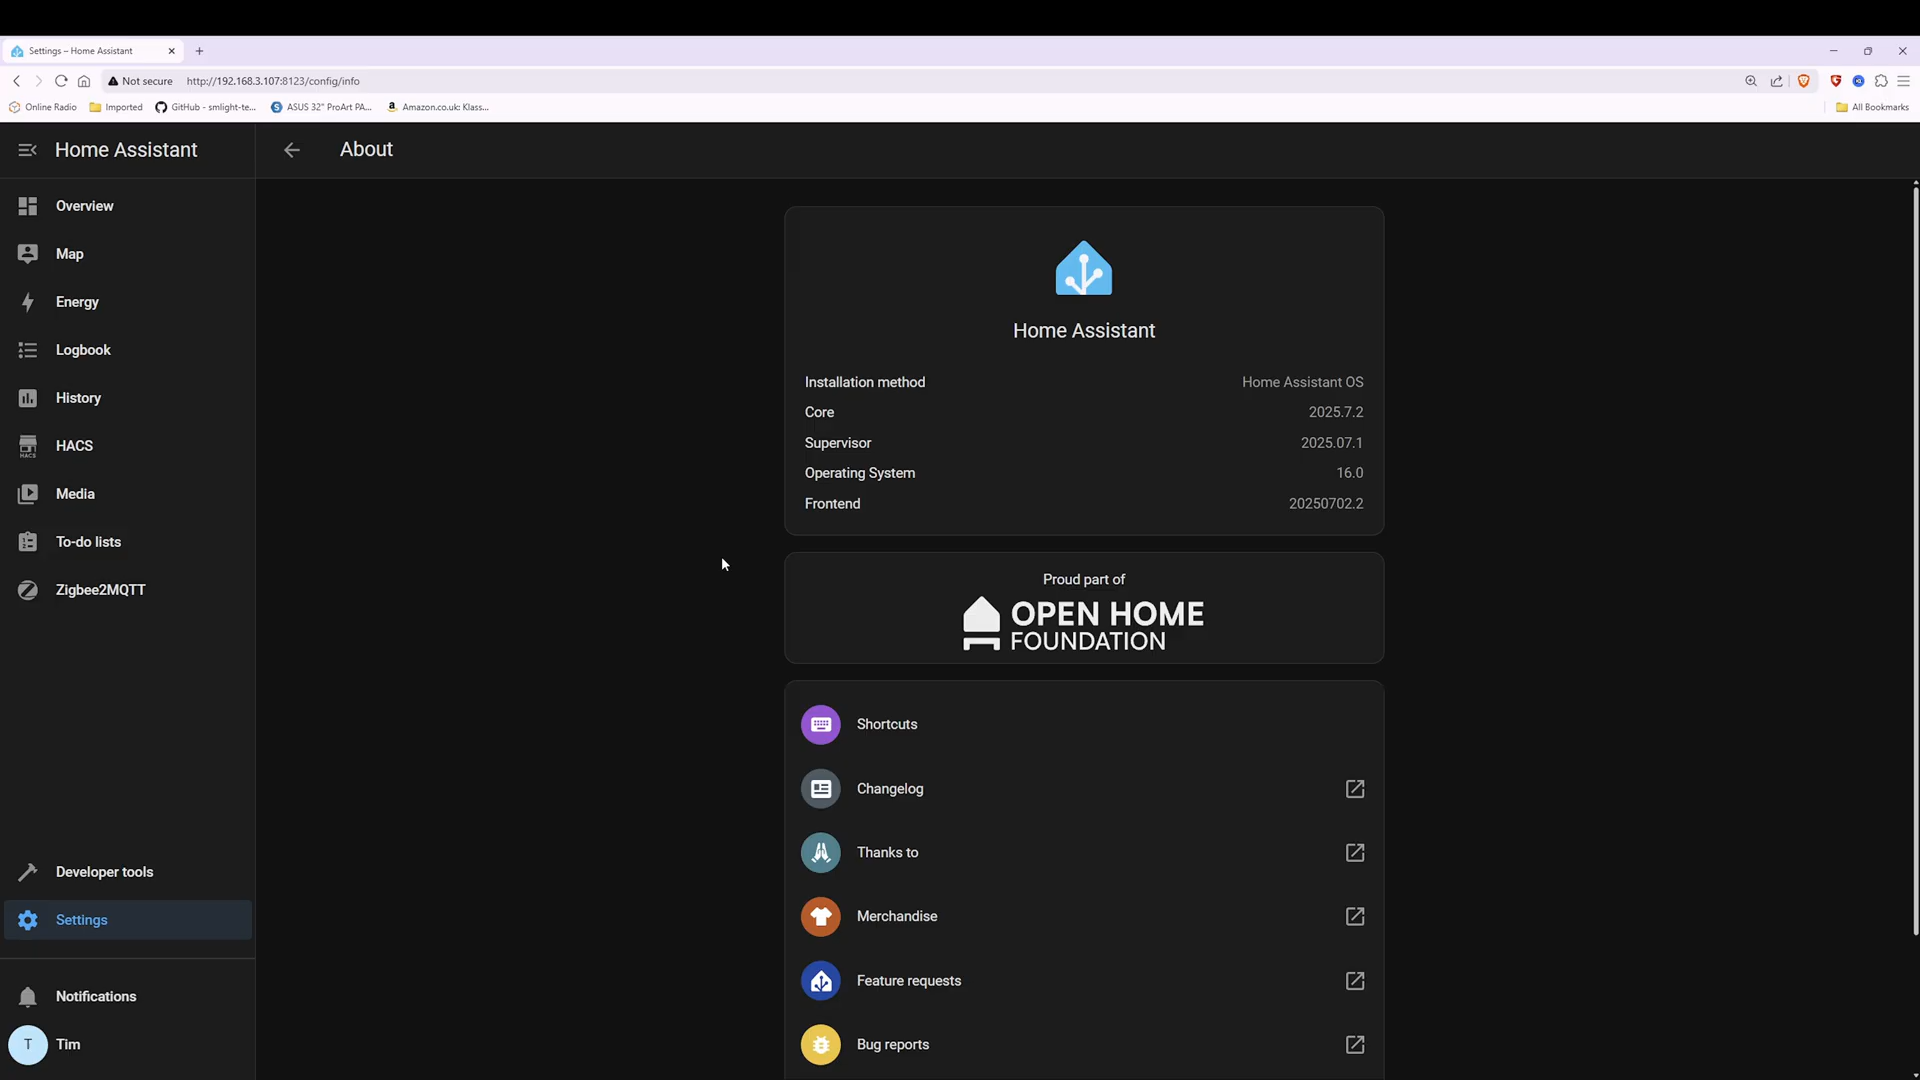 Settings – Home Assistant
Not secure
http://192.168.3.107:8123/config/info
Online Radio
Imported
GitHub - smlight-te...
ASUS 32" ProArt PA...
Amazon.co.uk: Klass...
All Bookmarks
Home Assistant
About
Overview
Map
Energy
Logbook
History
HACS
HACS
Media
To-do lists
Zigbee2MQTT
Developer tools
Settings
Notifications
T
Tim
Home Assistant
Installation method Home Assistant OS
Core 2025.7.2
Supervisor 2025.07.1
Operating System 16.0
Frontend 20250702.2
Proud part of
OPEN HOME
FOUNDATION
Shortcuts
Changelog
Thanks to
Merchandise
Feature requests
Bug reports